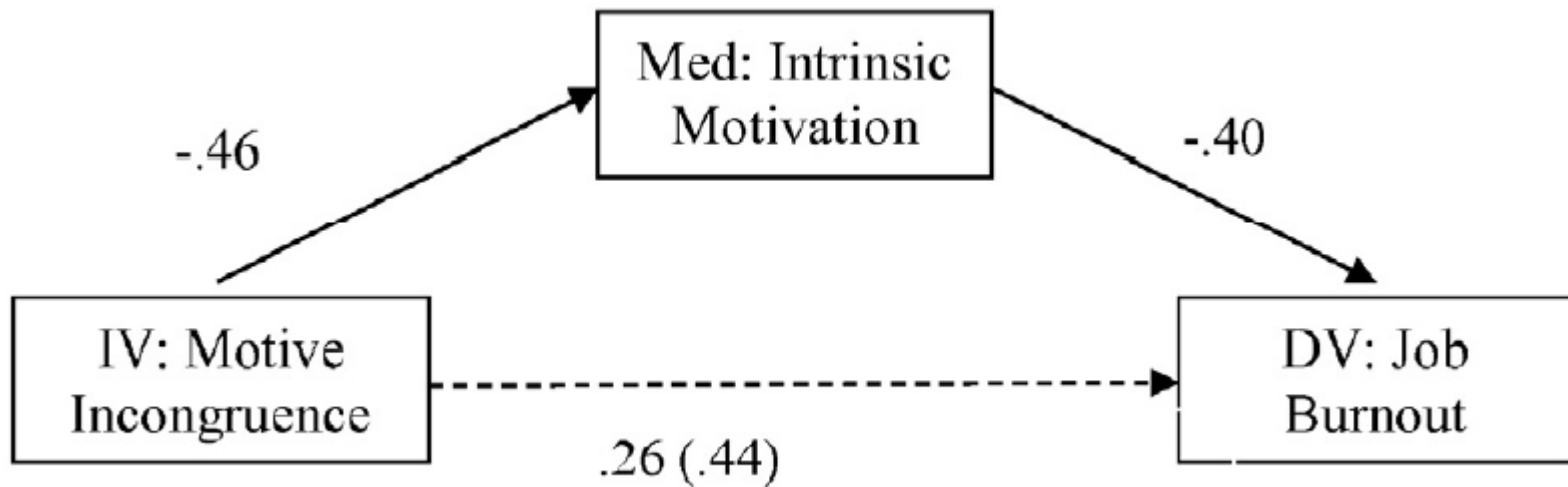 Med: Intrinsic
Motivation
-.46
-.40
IV: Motive
Incongruence
DV: Job
Burnout
.26 (.44)